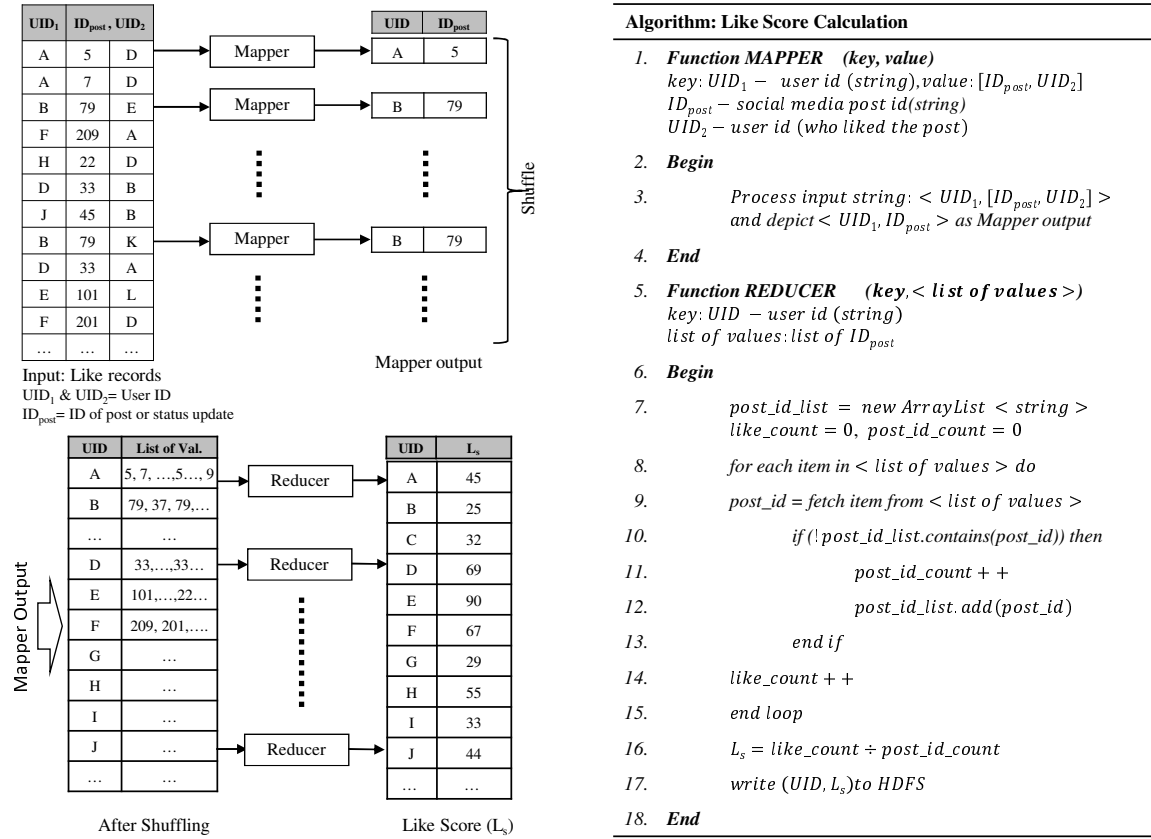 UID1 IDpost , UID2
A 5 D
A 7 D
B 79 E
F 209 A
H 22 D
D 33 B
J 45 B
B 79 K
D 33 A
E 101 L
F 201 D
… … …
Input: Like records
UID1 & UID2= User ID
IDpost= ID of post or status update
Mapper
Mapper
Mapper
UID IDpost
A 5
B 79
B 79
Mapper output
Shuffle
Mapper Output
UID List of Val.
A 5, 7, …,5…, 9
B 79, 37, 79,…
… …
D 33,…,33…
E 101,…,22…
F 209, 201,….
G …
H …
I …
J …
… …
After Shuffling
Reducer
Reducer
Reducer
UID Ls
A 45
B 25
C 32
D 69
E 90
F 67
G 29
H 55
I 33
J 44
… …
Like Score (Ls)
Algorithm: Like Score Calculation
1. Function MAPPER (key, value)
key: UID1 − user id (string), value: [IDpost, UID2]
IDpost − social media post id(string)
UID2 − user id (who liked the post)
2. Begin
3. Process input string: < UID1, [IDpost, UID2] >
and depict < UID1, IDpost > as Mapper output
4. End
5. Function REDUCER (key, < list of values >)
key: UID − user id (string)
list of values: list of IDpost
6. Begin
7. post_id_list = new ArrayList < string >
like_count = 0, post_id_count = 0
8. for each item in < list of values > do
9. post_id = fetch item from < list of values >
10. if (! post_id_list.contains(post_id)) then
11. post_id_count + +
12. post_id_list. add(post_id)
13. end if
14. like_count + +
15. end loop
16. Ls = like_count ÷ post_id_count
17. write (UID, Ls)to HDFS
18. End